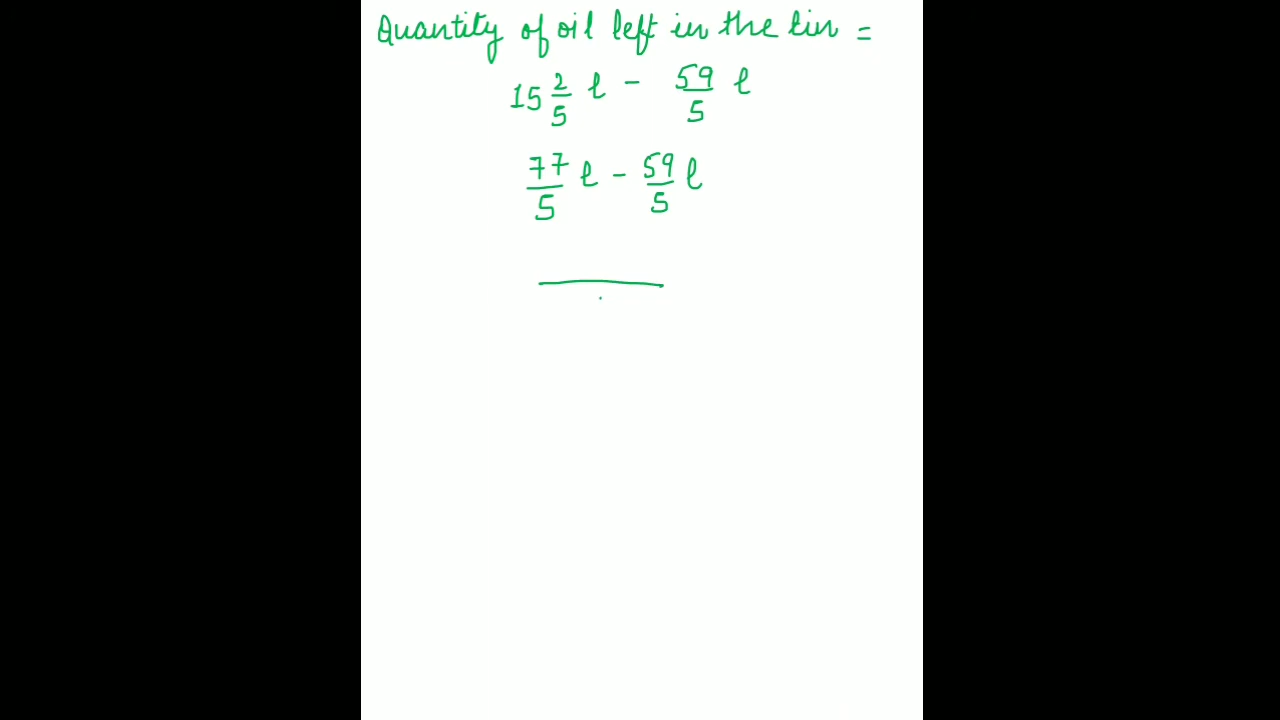 Quantity of oil left in the tin =
15 2/5 l - 59/5 l
77/5 l - 59/5 l